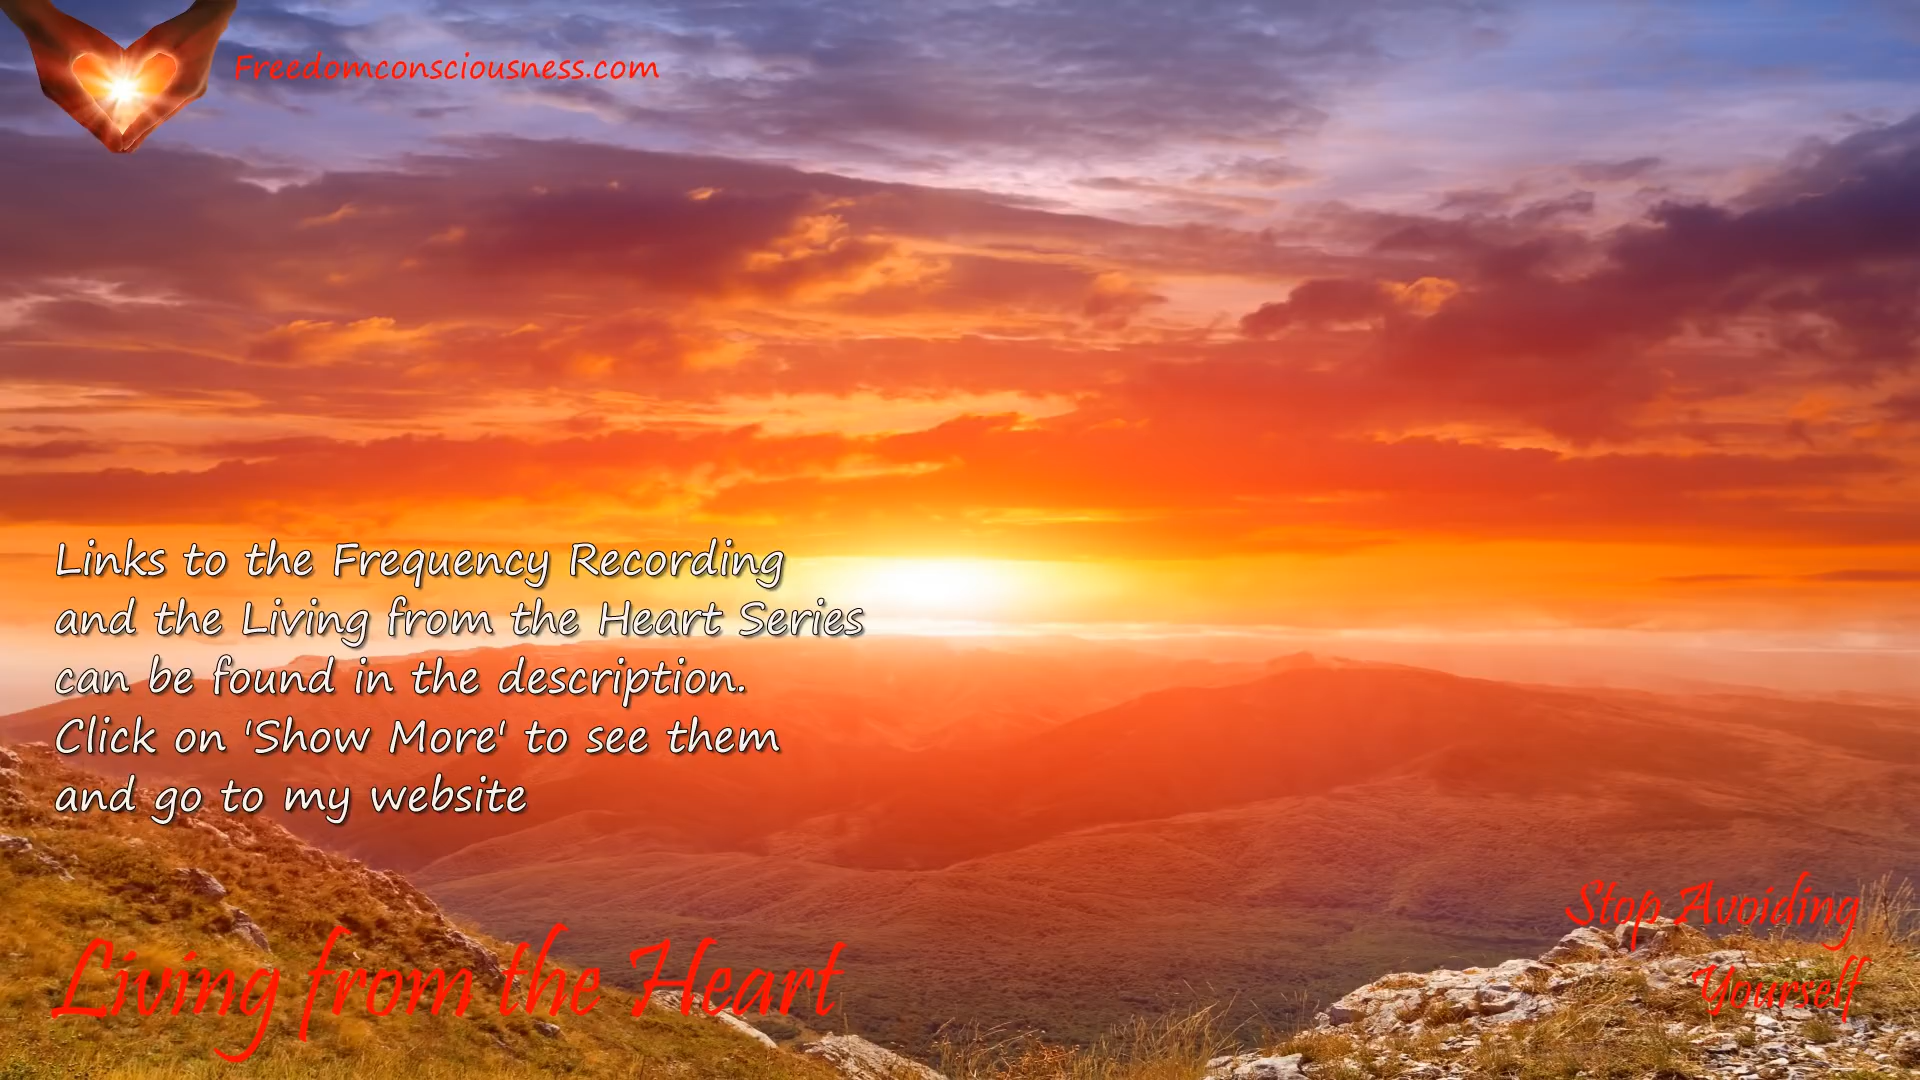 Freedomconsciousness.com
Links to the Frequency Recording
and the Living from the Heart Series
can be found in the description.
Click on 'Show More' to see them
and go to my website
Living from the Heart
Stop Avoiding
Yourself